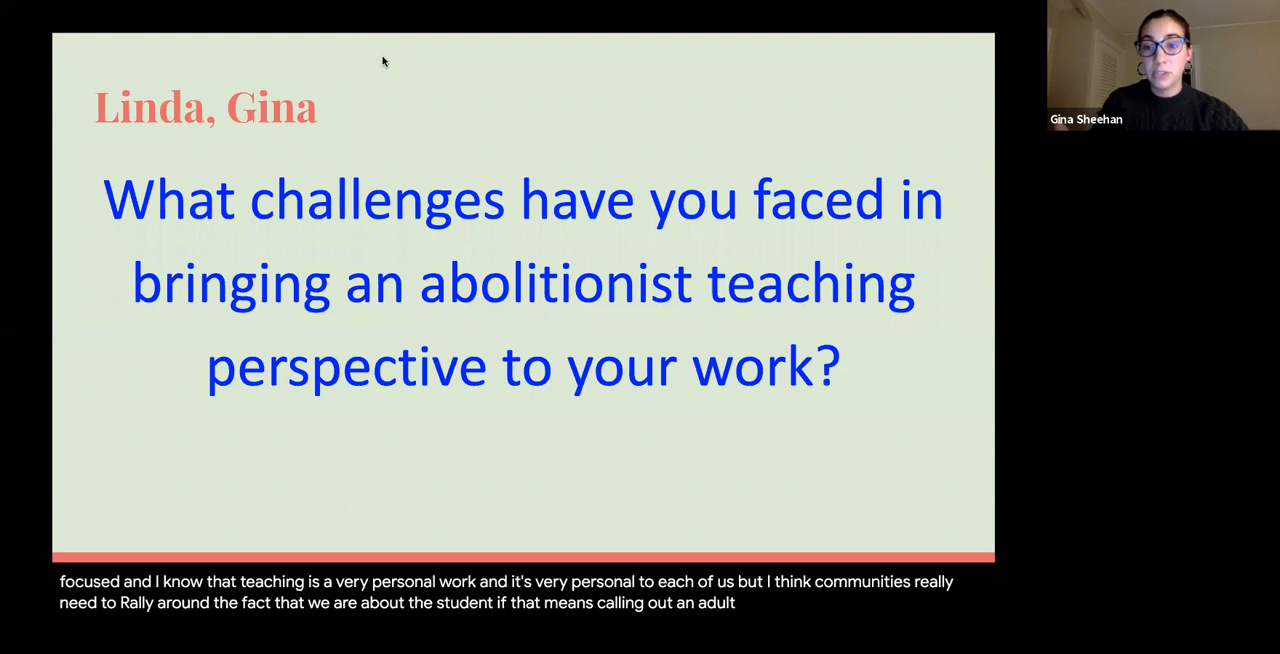 Linda, Gina
What challenges have you faced in
bringing an abolitionist teaching
perspective to your work?
Gina Sheehan
focused and I know that teaching is a very personal work and it's very personal to each of us but I think communities really
need to Rally around the fact that we are about the student if that means calling out an adult